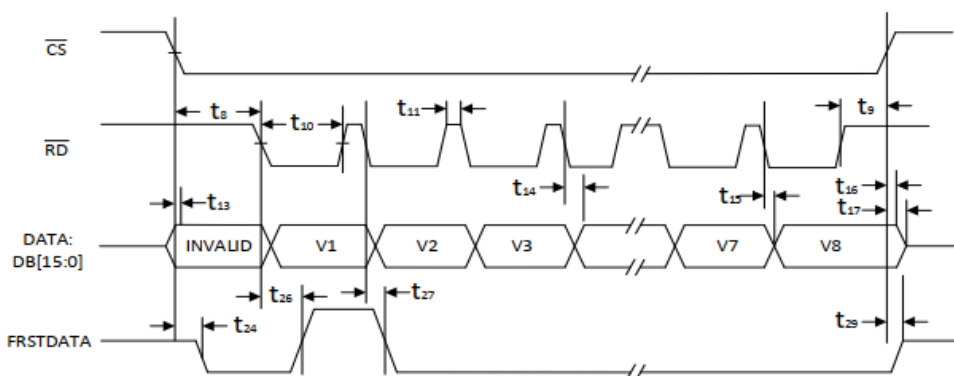 CS
t8 t10 t11 t9
RD
t13 t14 t15 t16
t17
DATA:
DB[15:0]
INVALID V1 V2 V3 V7 V8
t26 t27
t24 t29
FRSTDATA